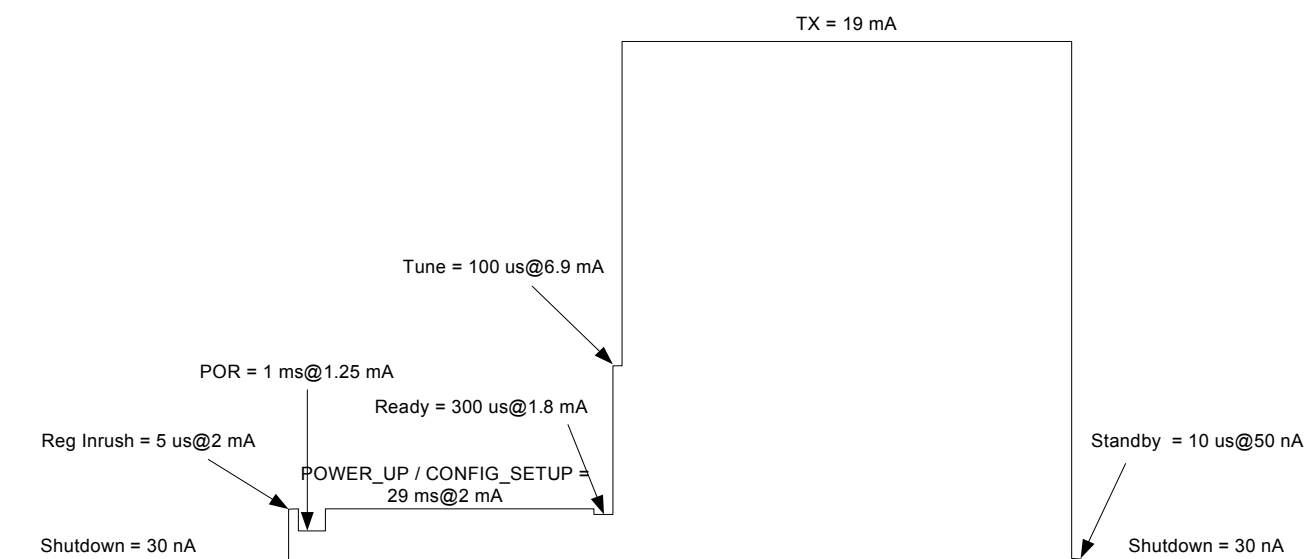 TX = 19 mA
Tune = 100 us@6.9 mA
POR = 1 ms@1.25 mA
Ready = 300 us@1.8 mA
Reg Inrush = 5 us@2 mA
Standby = 10 us@50 nA
POWER_UP / CONFIG_SETUP =
29 ms@2 mA
Shutdown = 30 nA
Shutdown = 30 nA